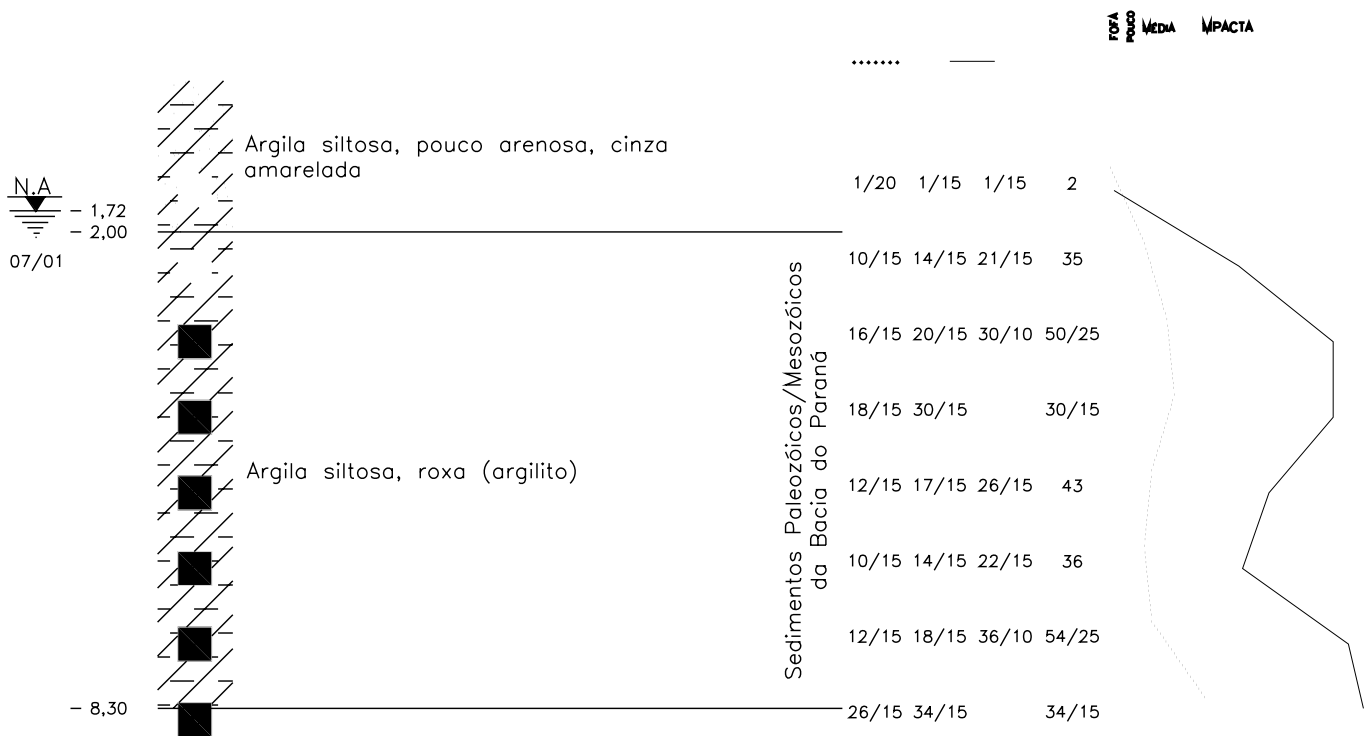 FOFA
POUCO
MÉDIA
MPACTA
Argila siltosa, pouco arenosa, cinza
amarelada
N.A
- 1,72
- 2,00
07/01
1/20 1/15 1/15 2
10/15 14/15 21/15 35
16/15 20/15 30/10 50/25
18/15 30/15 30/15
Argila siltosa, roxa (argilito)
12/15 17/15 26/15 43
10/15 14/15 22/15 36
12/15 18/15 36/10 54/25
- 8,30
26/15 34/15 34/15
Sedimentos Paleozóicos/Mesozóicos
da Bacia do Paraná